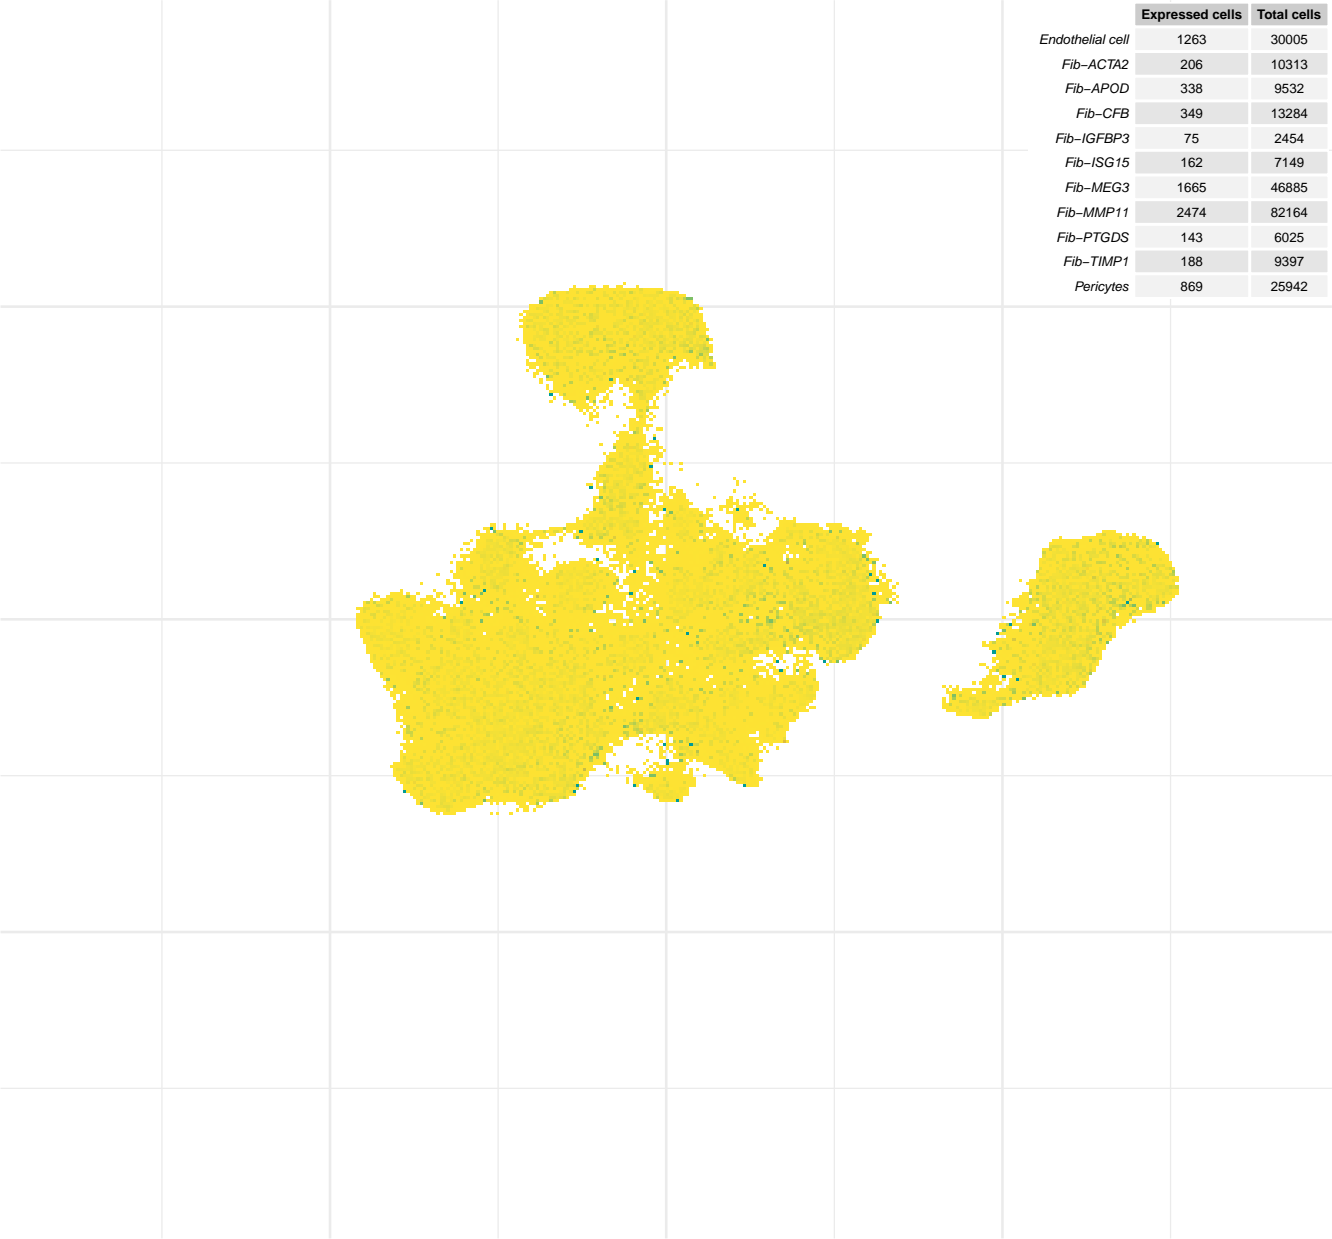 Expressed cells Total cells
Endothelial cell 1263 30005
Fib−ACTA2 206 10313
Fib−APOD 338 9532
Fib−CFB 349 13284
Fib−IGFBP3 75 2454
Fib−ISG15 162 7149
Fib−MEG3 1665 46885
Fib−MMP11 2474 82164
Fib−PTGDS 143 6025
Fib−TIMP1 188 9397
Pericytes 869 25942